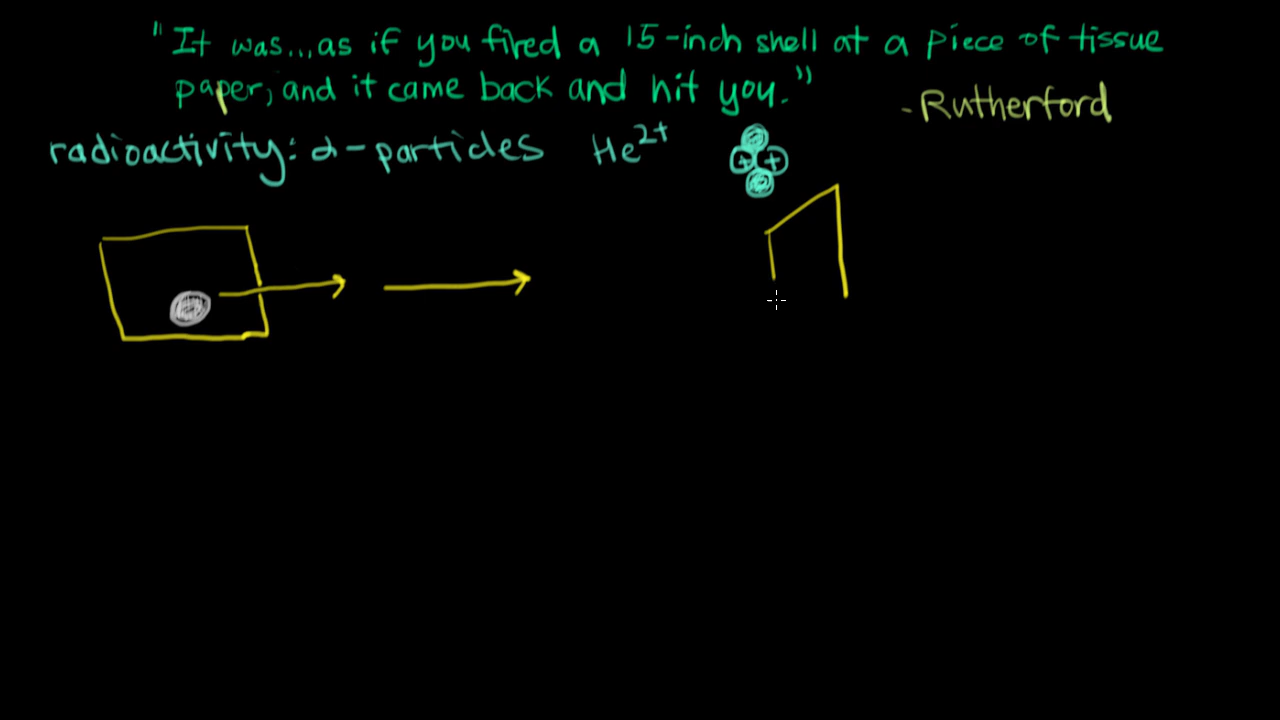 "It was...as if you fired a 15-inch shell at a piece of tissue
paper, and it came back and hit you."
-Rutherford
radioactivity: α-particles He²⁺
+ +